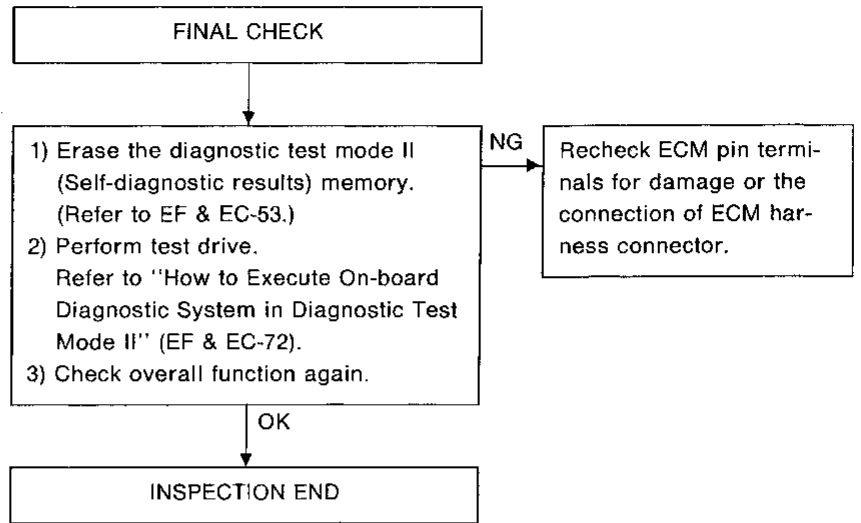 FINAL CHECK
1) Erase the diagnostic test mode II
(Self-diagnostic results) memory.
(Refer to EF & EC-53.)
2) Perform test drive.
Refer to "How to Execute On-board
Diagnostic System in Diagnostic Test
Mode II" (EF & EC-72).
3) Check overall function again.
NG
Recheck ECM pin termi-
nals for damage or the
connection of ECM har-
ness connector.
OK
INSPECTION END